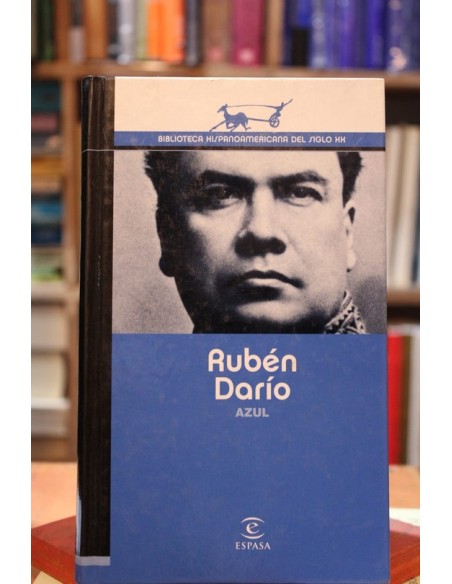 BIBLIOTECA HISPANOAMERICANA DEL SIGLO XX
Rubén
Darío
AZUL
e
ESPASA